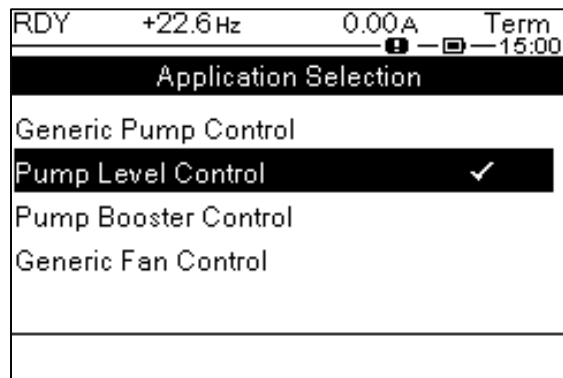 RDY +22.6Hz 0.00A Term
15:00
Application Selection
Generic Pump Control
Pump Level Control
Pump Booster Control
Generic Fan Control